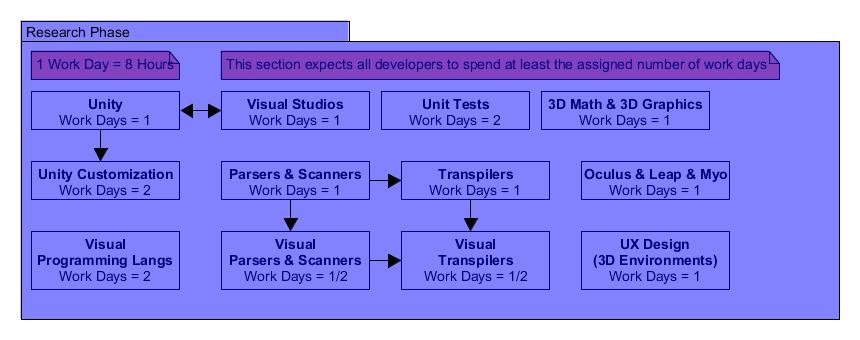 Research Phase
1 Work Day = 8 Hours
This section expects all developers to spend at least the assigned number of work days
Unity
Work Days = 1
Visual Studios
Work Days = 1
Unit Tests
Work Days = 2
3D Math & 3D Graphics
Work Days = 1
Unity Customization
Work Days = 2
Parsers & Scanners
Work Days = 1
Transpilers
Work Days = 1
Oculus & Leap & Myo
Work Days = 1
Visual
Programming Langs
Work Days = 2
Visual
Parsers & Scanners
Work Days = 1/2
Visual
Transpilers
Work Days = 1/2
UX Design
(3D Environments)
Work Days = 1